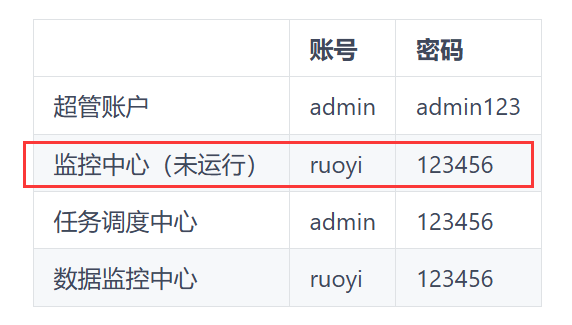 账号 密码
超管账户 admin admin123
监控中心（未运行） ruoyi 123456
任务调度中心 admin 123456
数据监控中心 ruoyi 123456